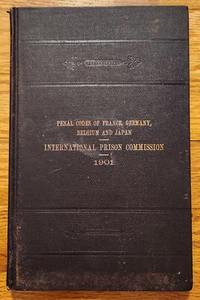 PENAL CODES OF FRANCE, GERMANY,
BELGIUM AND JAPAN
INTERNATIONAL PRISON COMMISSION
1901